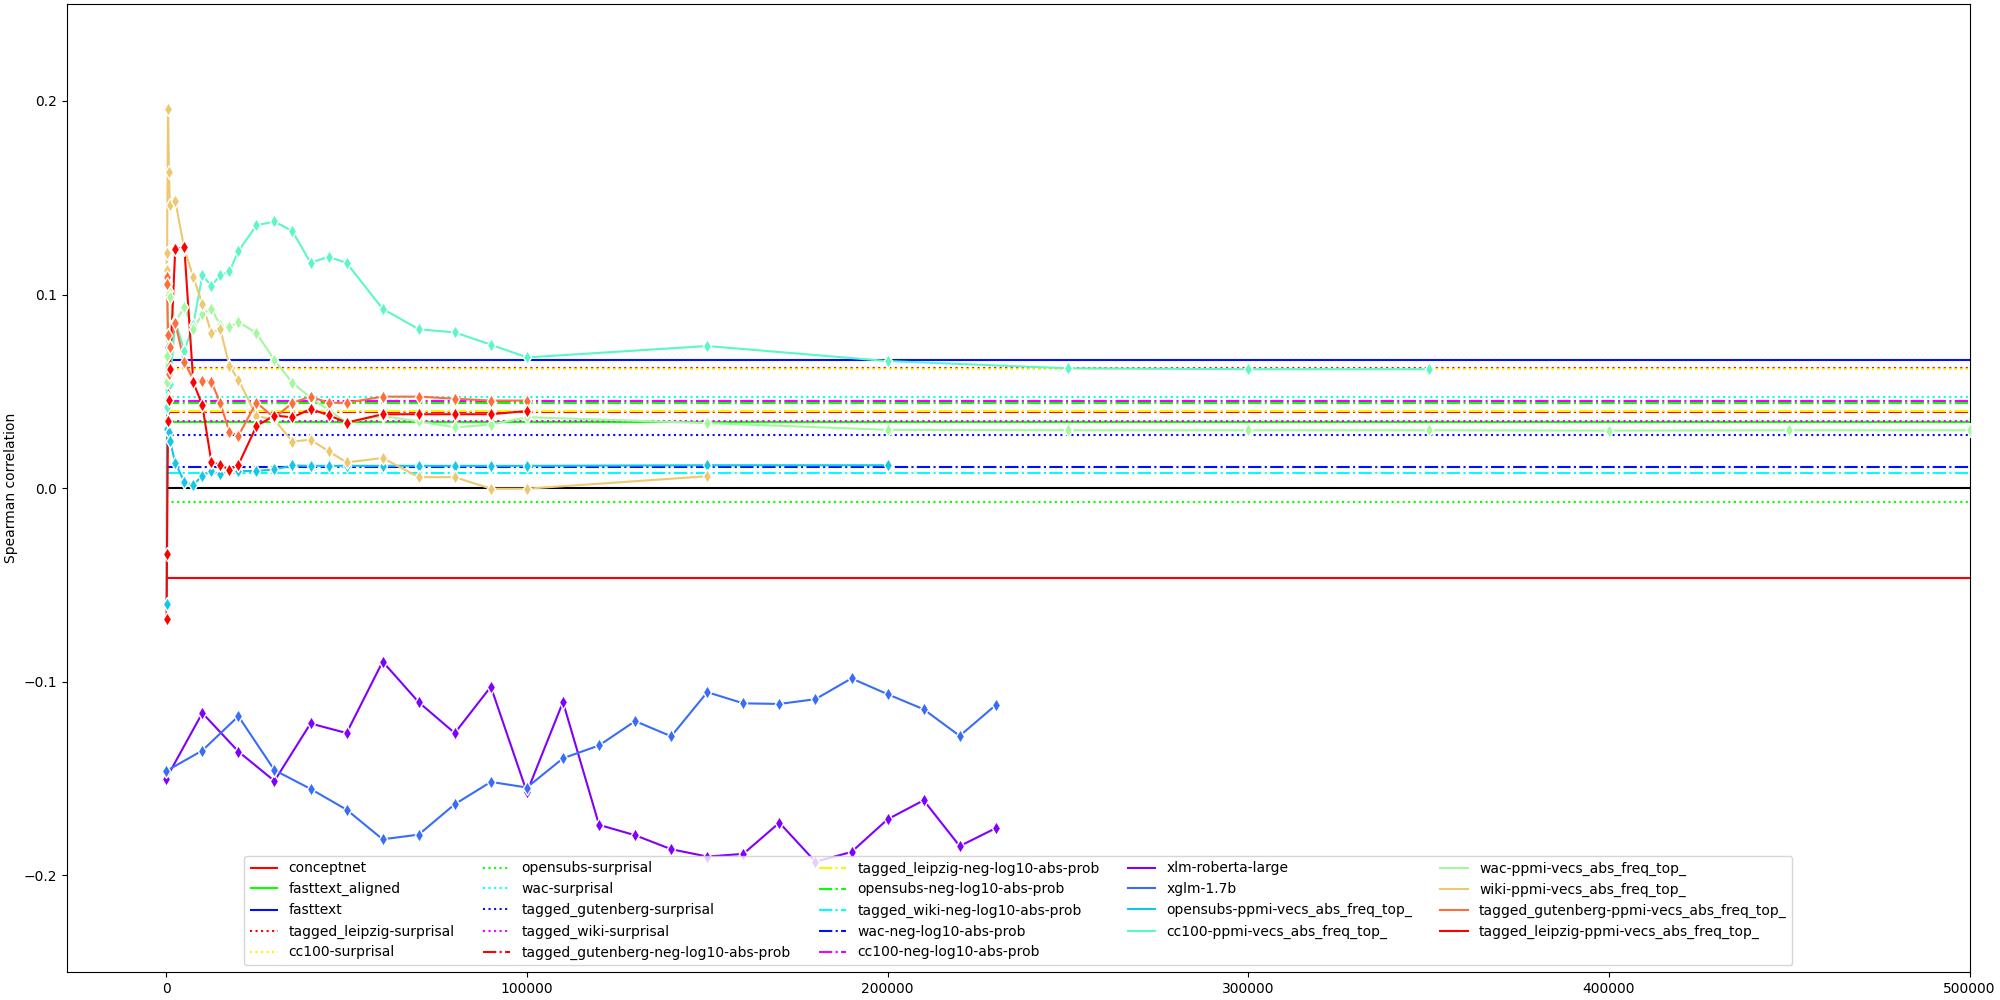 0.2
0.1
0.0
−0.1
−0.2
Spearman correlation
conceptnet
fasttext_aligned
fasttext
tagged_leipzig-surprisal
cc100-surprisal
opensubs-surprisal
wac-surprisal
tagged_gutenberg-surprisal
tagged_wiki-surprisal
tagged_gutenberg-neg-log10-abs-prob
tagged_leipzig-neg-log10-abs-prob
opensubs-neg-log10-abs-prob
tagged_wiki-neg-log10-abs-prob
wac-neg-log10-abs-prob
cc100-neg-log10-abs-prob
xlm-roberta-large
xglm-1.7b
opensubs-ppmi-vecs_abs_freq_top_
cc100-ppmi-vecs_abs_freq_top_
wac-ppmi-vecs_abs_freq_top_
wiki-ppmi-vecs_abs_freq_top_
tagged_gutenberg-ppmi-vecs_abs_freq_top_
tagged_leipzig-ppmi-vecs_abs_freq_top_
0 100000 200000 300000 400000 500000